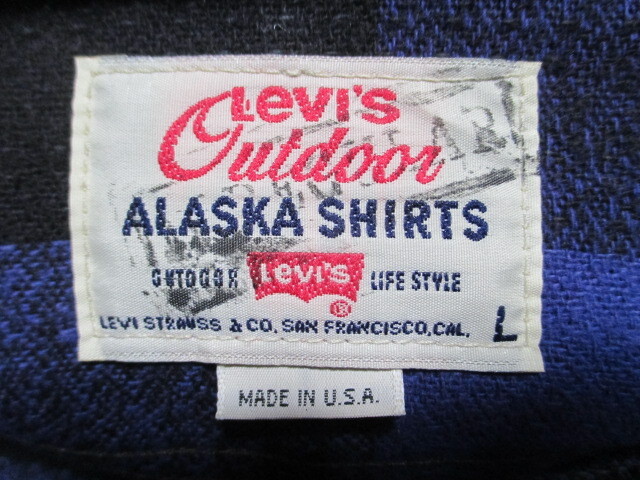 Levi's
Outdoor
ALASKA SHIRTS
OUTDOOR Levi's LIFE STYLE
®
LEVI STRAUSS & CO. SAN FRANCISCO, CAL. L
MADE IN U.S.A.